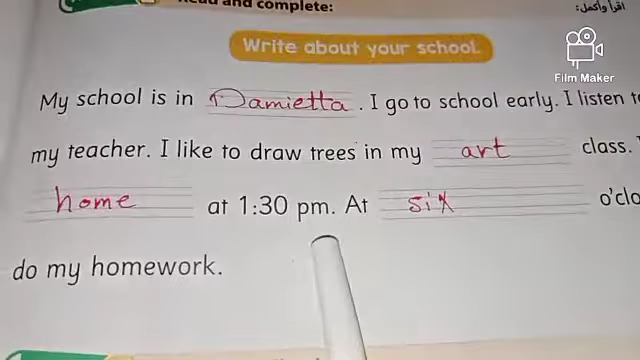 and complete:
اقرأ وأكمل:
Write about your school.
Film Maker
My school is in Damietta. I go to school early. I listen
my teacher. I like to draw trees in my art class.
home at 1:30 pm. At six
do my homework.